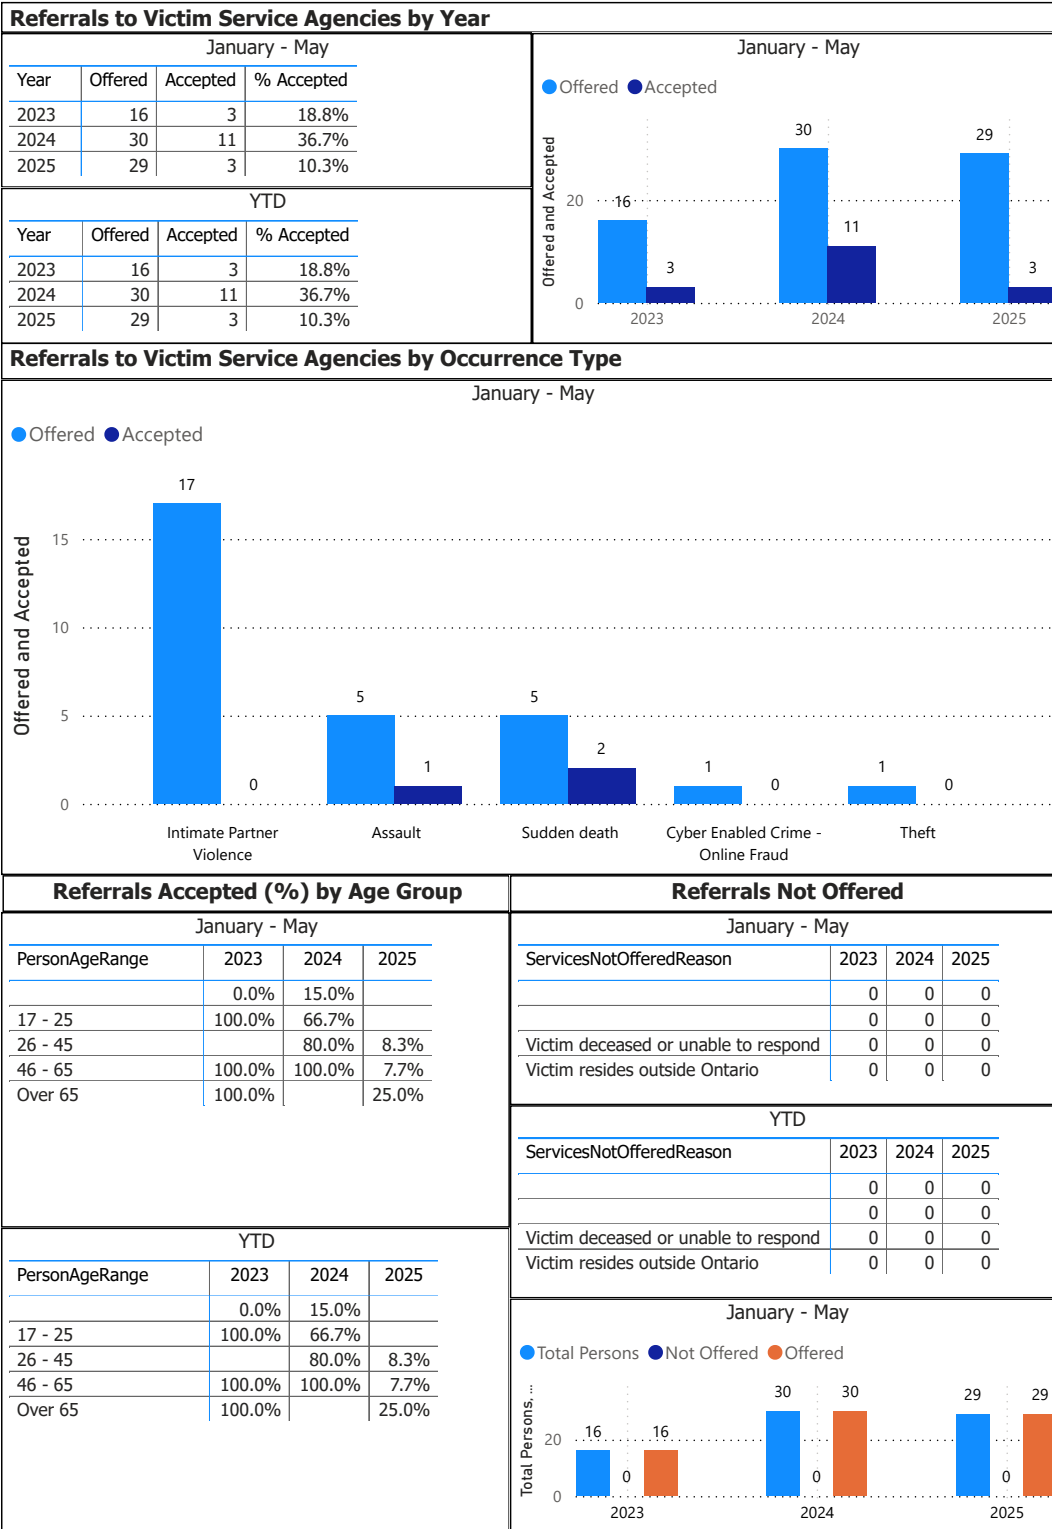 Referrals to Victim Service Agencies by Year
January - May
Year Offered Accepted % Accepted
2023 16 3 18.8%
2024 30 11 36.7%
2025 29 3 10.3%
YTD
Year Offered Accepted % Accepted
2023 16 3 18.8%
2024 30 11 36.7%
2025 29 3 10.3%
January - May
Offered Accepted
Offered and Accepted
20
0
16
3
30
11
29
3
2023 2024 2025
Referrals to Victim Service Agencies by Occurrence Type
January - May
Offered Accepted
Offered and Accepted
15
10
5
0
17
0
5
1
5
2
1
0
1
0
Intimate Partner
Violence
Assault
Sudden death
Cyber Enabled Crime -
Online Fraud
Theft
Referrals Accepted (%) by Age Group
January - May
PersonAgeRange 2023 2024 2025
0.0% 15.0%
17 - 25 100.0% 66.7%
26 - 45 80.0% 8.3%
46 - 65 100.0% 100.0% 7.7%
Over 65 100.0% 25.0%
YTD
PersonAgeRange 2023 2024 2025
0.0% 15.0%
17 - 25 100.0% 66.7%
26 - 45 80.0% 8.3%
46 - 65 100.0% 100.0% 7.7%
Over 65 100.0% 25.0%
Referrals Not Offered
January - May
ServicesNotOfferedReason 2023 2024 2025
0 0 0
0 0 0
Victim deceased or unable to respond 0 0 0
Victim resides outside Ontario 0 0 0
YTD
ServicesNotOfferedReason 2023 2024 2025
0 0 0
0 0 0
Victim deceased or unable to respond 0 0 0
Victim resides outside Ontario 0 0 0
January - May
Total Persons Not Offered Offered
Total Persons, ...
20
0
16
0
16
30
0
30
29
0
29
2023 2024 2025